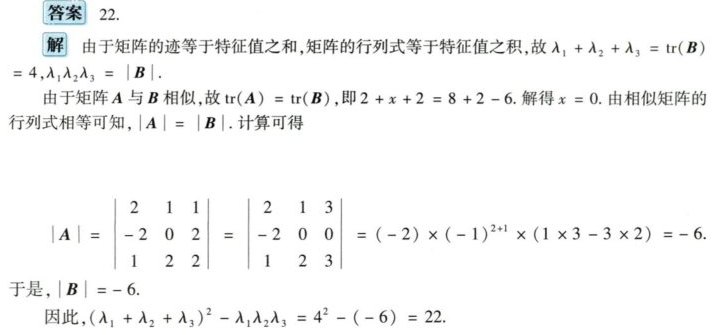 答案 22.
解 由于矩阵的迹等于特征值之和,矩阵的行列式等于特征值之积,故 λ₁ + λ₂ + λ₃ = tr(B)
= 4,λ₁λ₂λ₃ = |B|.
由于矩阵 A 与 B 相似,故 tr(A) = tr(B),即 2 + x + 2 = 8 + 2 - 6. 解得 x = 0. 由相似矩阵的
行列式相等可知, |A| = |B|. 计算可得
|A| = | 2 1 1 ; -2 0 2 ; 1 2 2 | = | 2 1 3 ; -2 0 0 ; 1 2 3 | = (-2) × (-1)²⁺¹ × (1 × 3 - 3 × 2) = -6.
于是, |B| = -6.
因此,(λ₁ + λ₂ + λ₃)² - λ₁λ₂λ₃ = 4² - (-6) = 22.